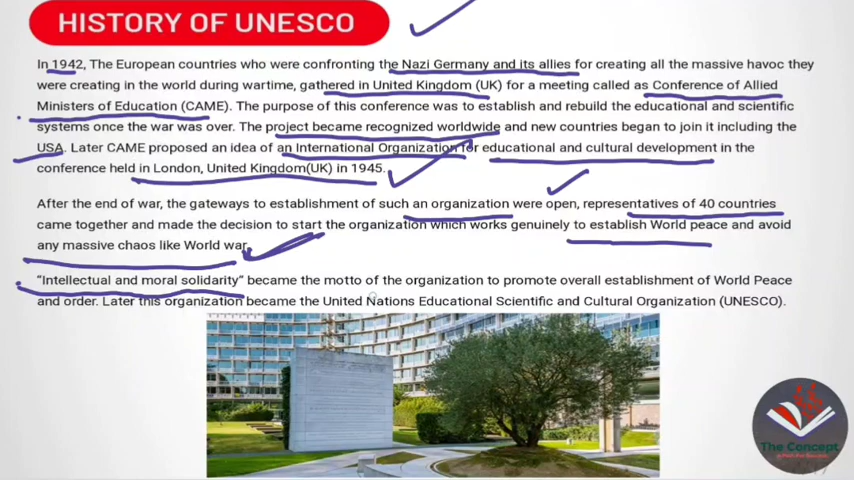 HISTORY OF UNESCO
In 1942, The European countries who were confronting the Nazi Germany and its allies for creating all the massive havoc they
were creating in the world during wartime, gathered in United Kingdom (UK) for a meeting called as Conference of Allied
Ministers of Education (CAME). The purpose of this conference was to establish and rebuild the educational and scientific
systems once the war was over. The project became recognized worldwide and new countries began to join it including the
USA. Later CAME proposed an idea of an International Organization for educational and cultural development in the
conference held in London, United Kingdom(UK) in 1945.
After the end of war, the gateways to establishment of such an organization were open, representatives of 40 countries
came together and made the decision to start the organization which works genuinely to establish World peace and avoid
any massive chaos like World war.
“Intellectual and moral solidarity” became the motto of the organization to promote overall establishment of World Peace
and order. Later this organization became the United Nations Educational Scientific and Cultural Organization (UNESCO).
The Concept